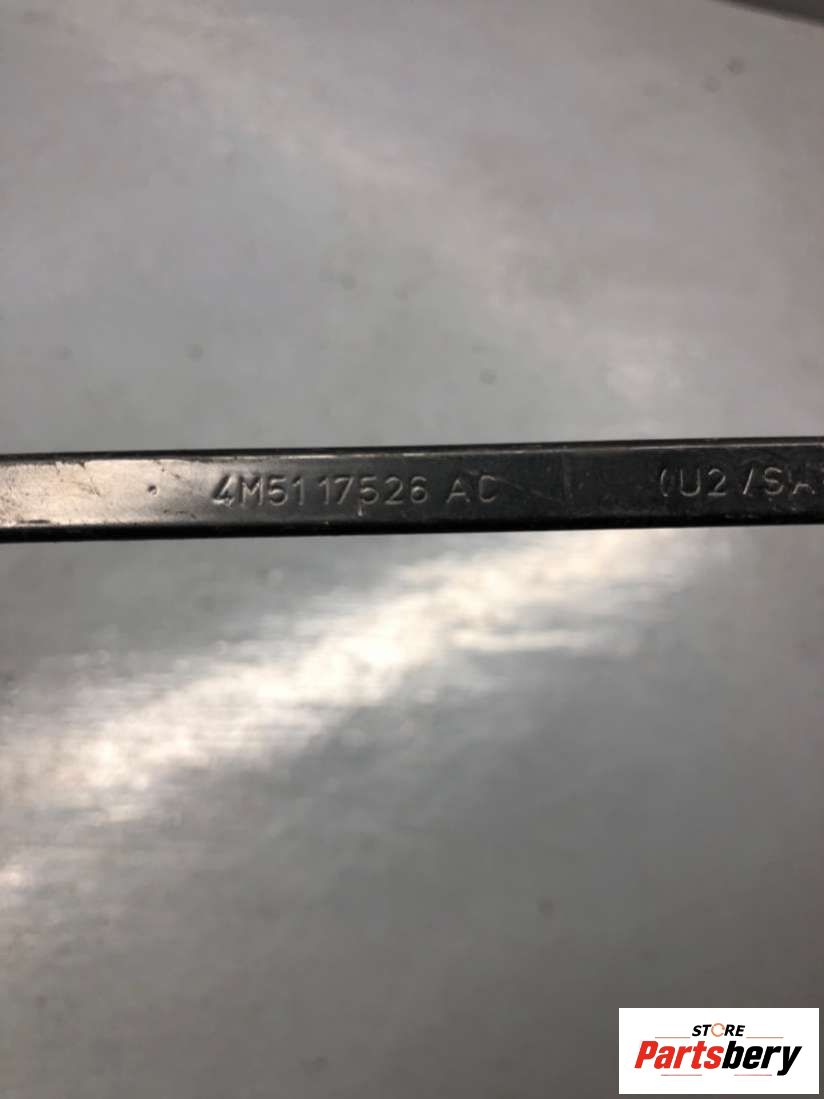 4M51 17526 AC (U2 /SA
STORE
Partsbery